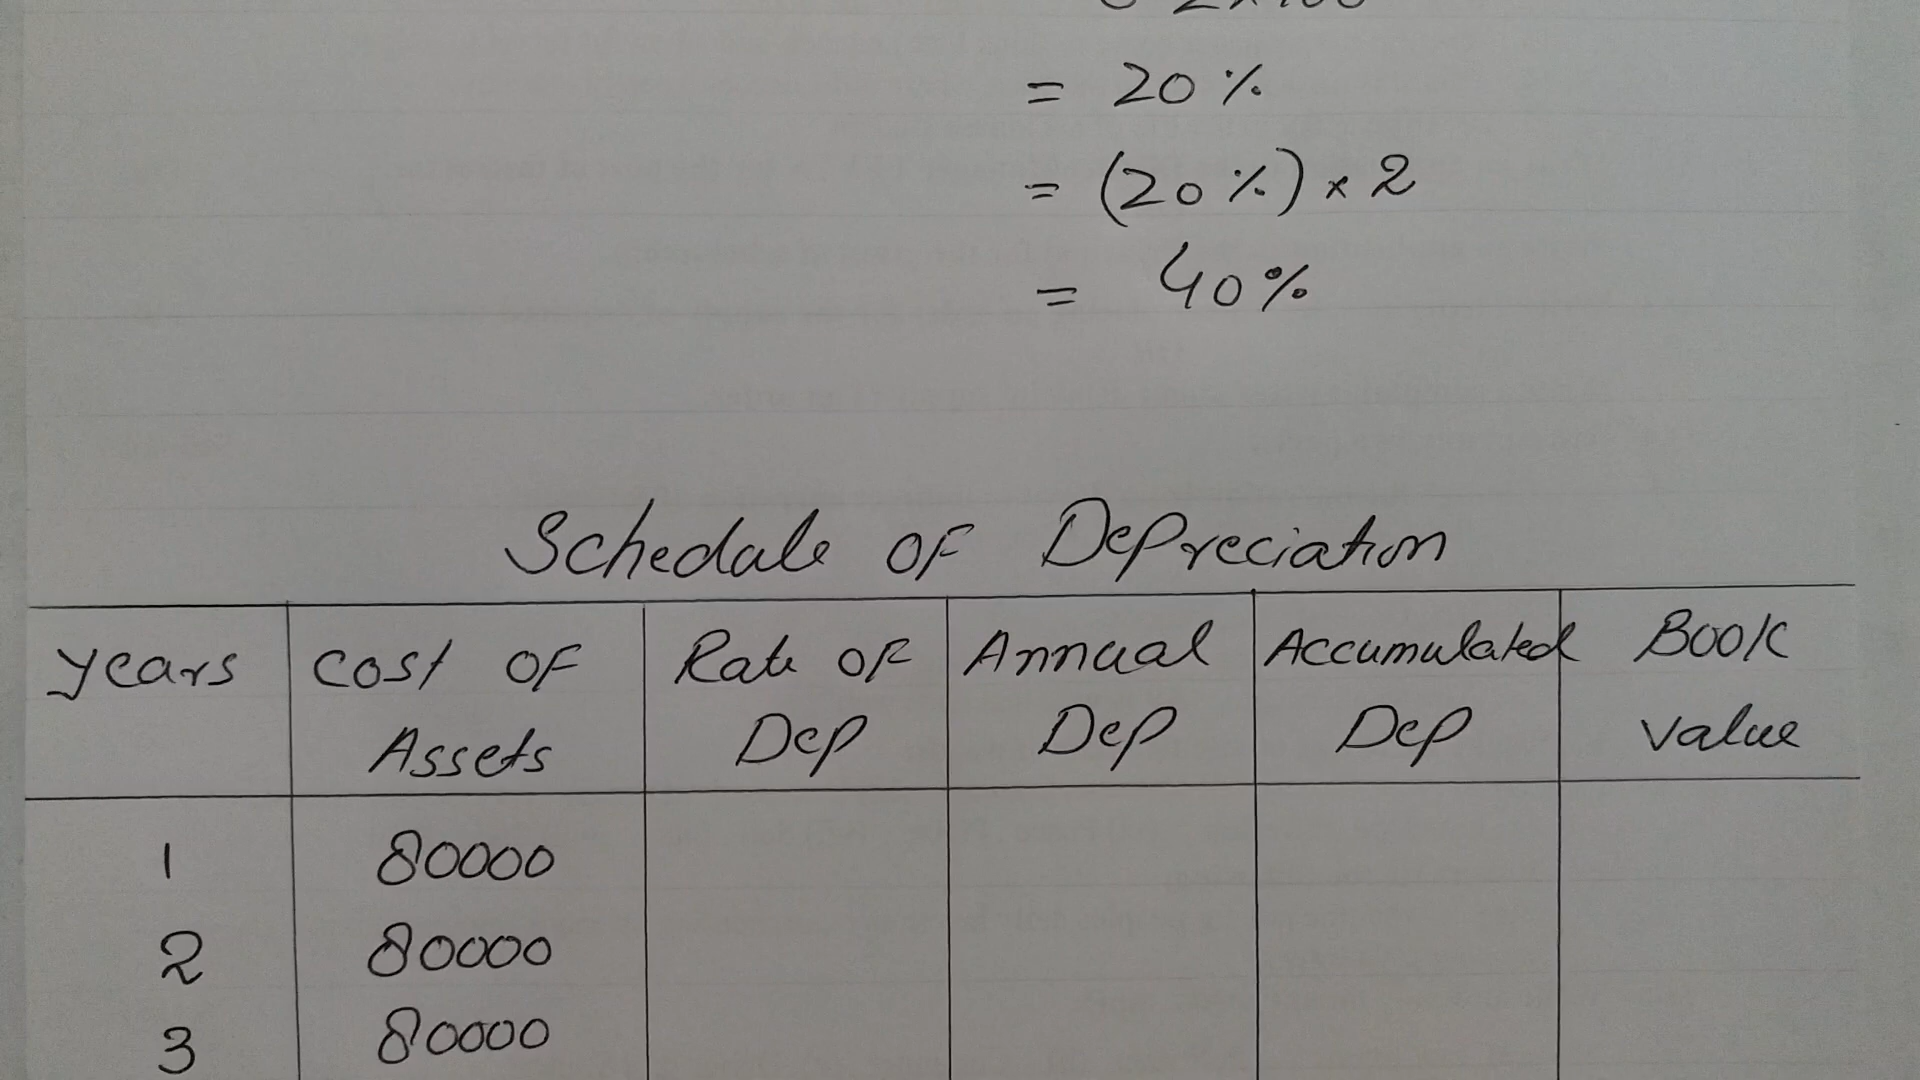 = 20%
= (20%) × 2
= 40%
Schedule OF Depreciation
years | Cost OF Assets | Rate OF Dep | Annual Dep | Accumulated Dep | Book Value
1 80000
2 80000
3 80000